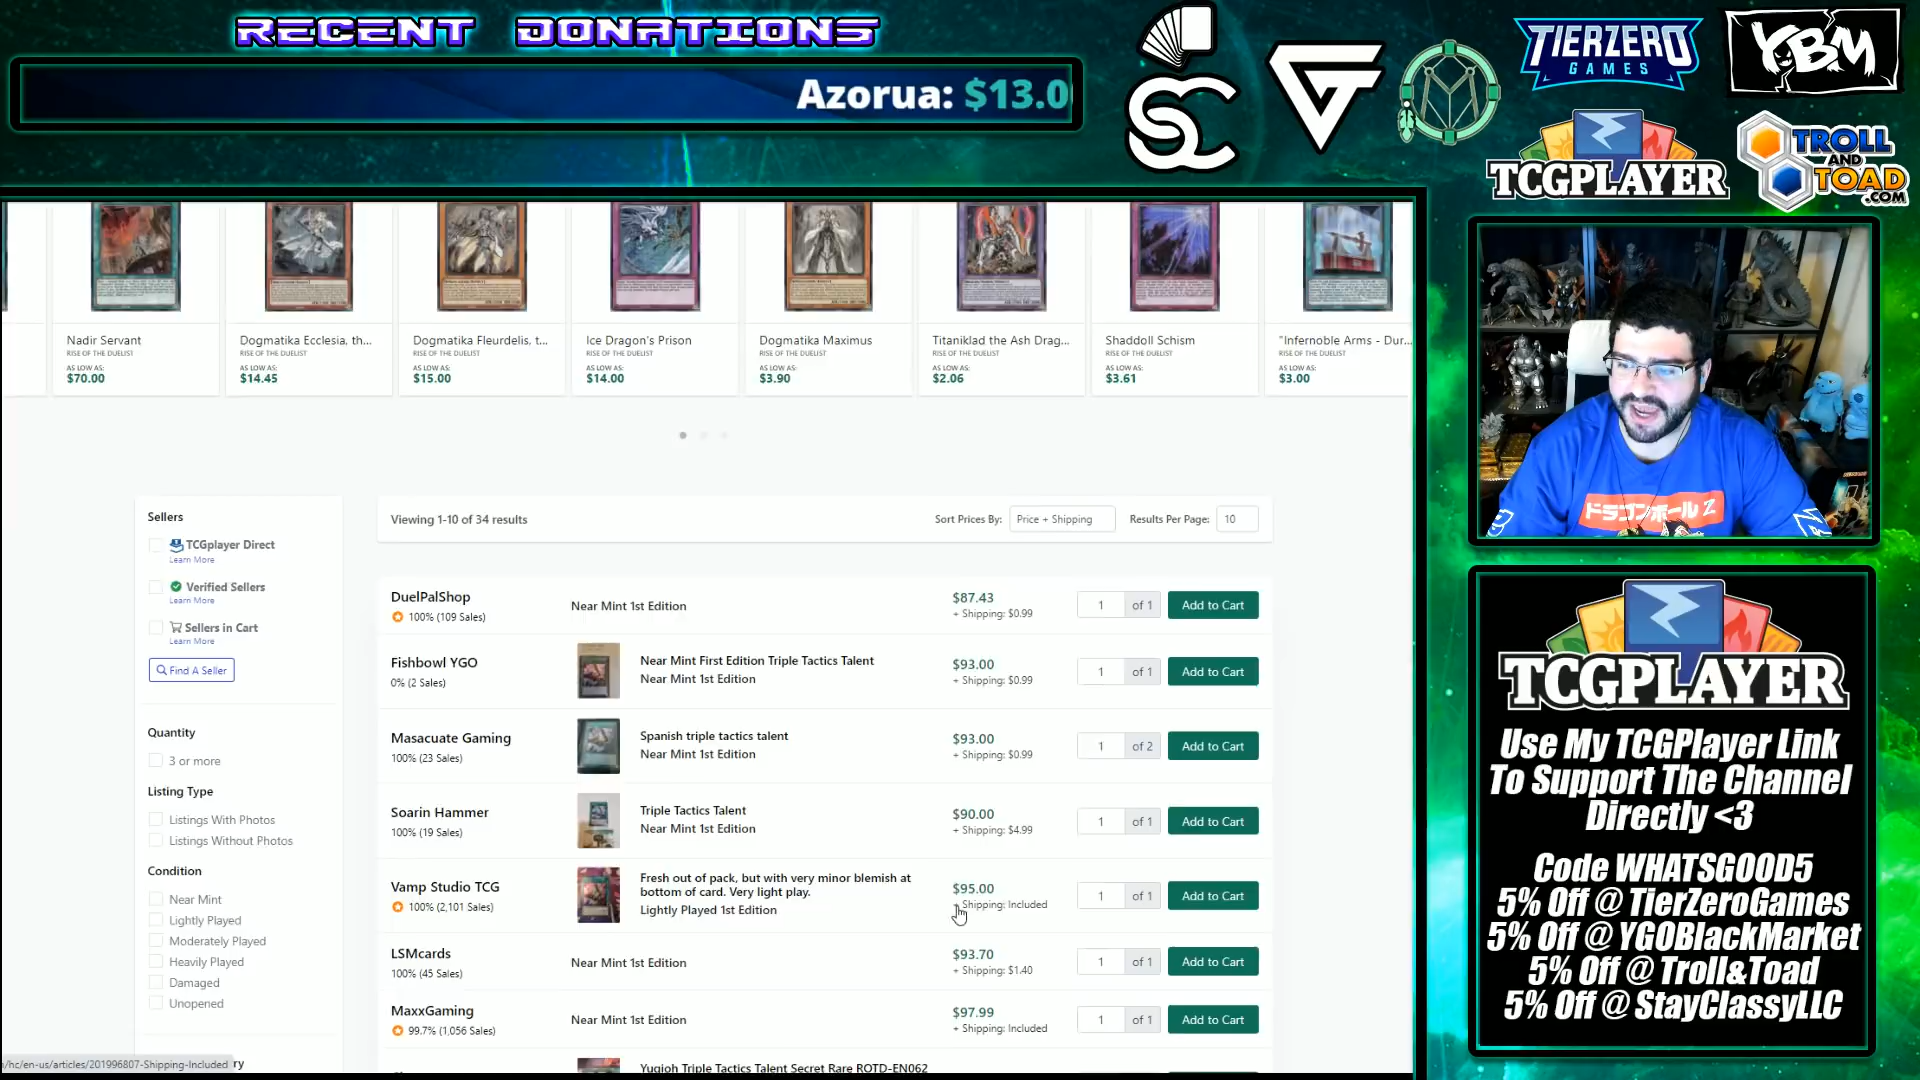 RECENT DONATIONS
Azorua: $13.0
SC
GT
TIERZERO
GAMES
YBM
TCGPLAYER
TROLL
AND
TOAD
.COM
Nadir Servant
RISE OF THE DUELIST
AS LOW AS:
$70.00
Dogmatika Ecclesia, th...
RISE OF THE DUELIST
AS LOW AS:
$14.45
Dogmatika Fleurdelis, t...
RISE OF THE DUELIST
AS LOW AS:
$15.00
Ice Dragon's Prison
RISE OF THE DUELIST
AS LOW AS:
$14.00
Dogmatika Maximus
RISE OF THE DUELIST
AS LOW AS:
$3.90
Titaniklad the Ash Drag...
RISE OF THE DUELIST
AS LOW AS:
$2.06
Shaddoll Schism
RISE OF THE DUELIST
AS LOW AS:
$3.61
"Infernoble Arms - Dur...
RISE OF THE DUELIST
AS LOW AS:
$3.00
Sellers
TCGplayer Direct
Learn More
Verified Sellers
Learn More
Sellers in Cart
Learn More
Find A Seller
Quantity
3 or more
Listing Type
Listings With Photos
Listings Without Photos
Condition
Near Mint
Lightly Played
Moderately Played
Heavily Played
Damaged
Unopened
ry
/hc/en-us/articles/201996807-Shipping-Included
Viewing 1-10 of 34 results
Sort Prices By: Price + Shipping Results Per Page: 10
DuelPalShop
100% (109 Sales)
Near Mint 1st Edition
$87.43
+ Shipping: $0.99
1 of 1 Add to Cart
Fishbowl YGO
0% (2 Sales)
Near Mint First Edition Triple Tactics Talent
Near Mint 1st Edition
$93.00
+ Shipping: $0.99
1 of 1 Add to Cart
Masacuate Gaming
100% (23 Sales)
Spanish triple tactics talent
Near Mint 1st Edition
$93.00
+ Shipping: $0.99
1 of 2 Add to Cart
Soarin Hammer
100% (19 Sales)
Triple Tactics Talent
Near Mint 1st Edition
$90.00
+ Shipping: $4.99
1 of 1 Add to Cart
Vamp Studio TCG
100% (2,101 Sales)
Fresh out of pack, but with very minor blemish at
bottom of card. Very light play.
Lightly Played 1st Edition
$95.00
Shipping: Included
1 of 1 Add to Cart
LSMcards
100% (45 Sales)
Near Mint 1st Edition
$93.70
+ Shipping: $1.40
1 of 1 Add to Cart
MaxxGaming
99.7% (1,056 Sales)
Near Mint 1st Edition
$97.99
+ Shipping: Included
1 of 1 Add to Cart
Yugioh Triple Tactics Talent Secret Rare ROTD-EN062
ドラゴンボールZ
TCGPLAYER
Use My TCGPlayer Link
To Support The Channel
Directly <3
Code WHATSGOOD5
5% Off @ TierZeroGames
5% Off @ YGOBlackMarket
5% Off @ Troll&Toad
5% Off @ StayClassyLLC